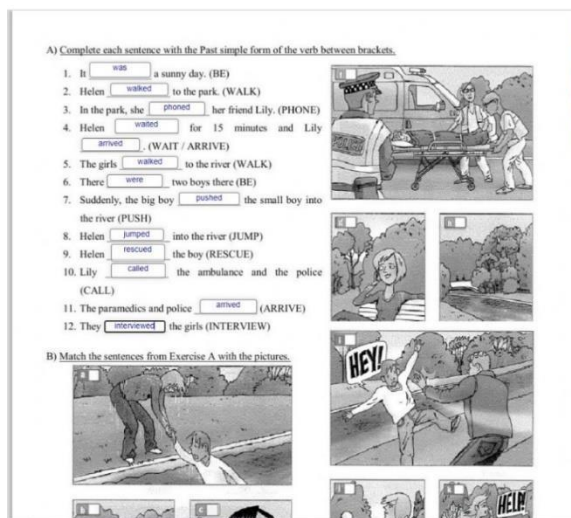 A) Complete each sentence with the Past simple form of the verb between brackets.
1. It was a sunny day. (BE)
2. Helen walked to the park. (WALK)
3. In the park, she phoned her friend Lily. (PHONE)
4. Helen waited for 15 minutes and Lily
arrived . (WAIT / ARRIVE)
5. The girls walked to the river (WALK)
6. There were two boys there (BE)
7. Suddenly, the big boy pushed the small boy into
the river (PUSH)
8. Helen jumped into the river (JUMP)
9. Helen rescued the boy (RESCUE)
10. Lily called the ambulance and the police
(CALL)
11. The paramedics and police arrived (ARRIVE)
12. They interviewed the girls (INTERVIEW)
B) Match the sentences from Exercise A with the pictures.
HEY!
HELP!